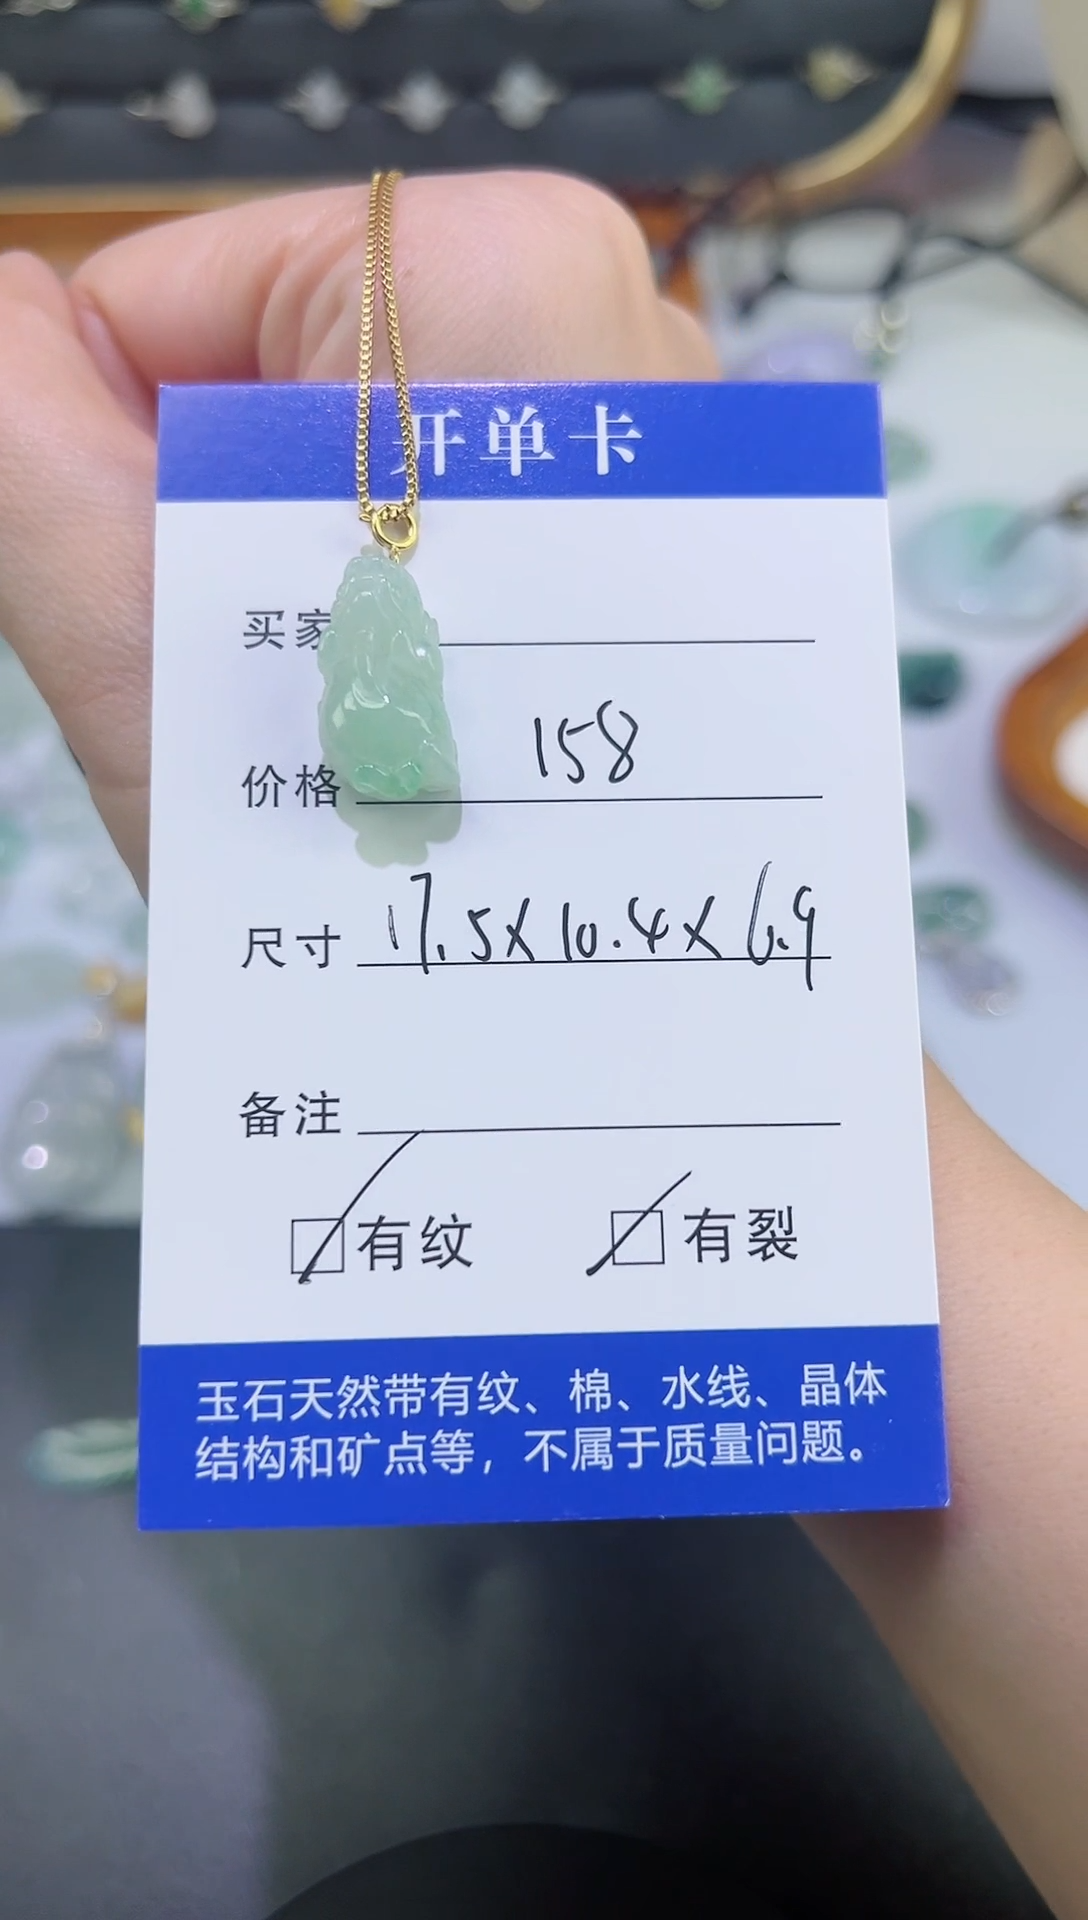 开单卡
买家
价格 158
尺寸 17.5X10.4X6.9
备注
有纹 有裂
玉石天然带有纹、棉、水线、晶体
结构和矿点等，不属于质量问题。